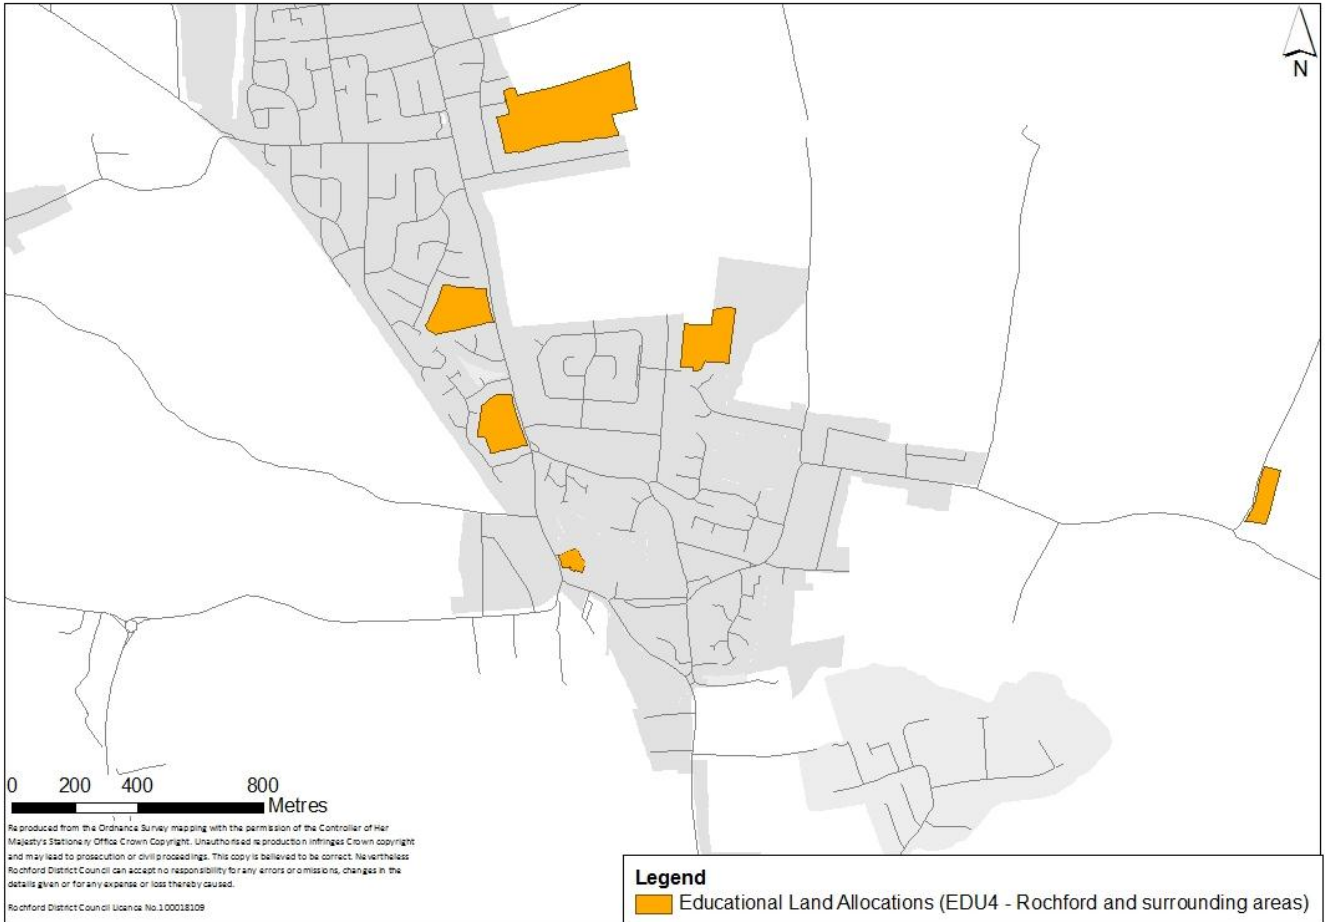 N
0 200 400 800
Metres
Reproduced from the Ordnance Survey mapping with the permission of the Controller of Her
Majesty's Stationery Office Crown Copyright. Unauthorised reproduction infringes Crown copyright
and may lead to prosecution or civil proceedings. This copy is believed to be correct. Nevertheless
Rochford District Council can accept no responsibility for any errors or omissions, changes in the
details given or for any expense or loss thereby caused.
Rochford District Council Licence No.100018109
Legend
Educational Land Allocations (EDU4 - Rochford and surrounding areas)